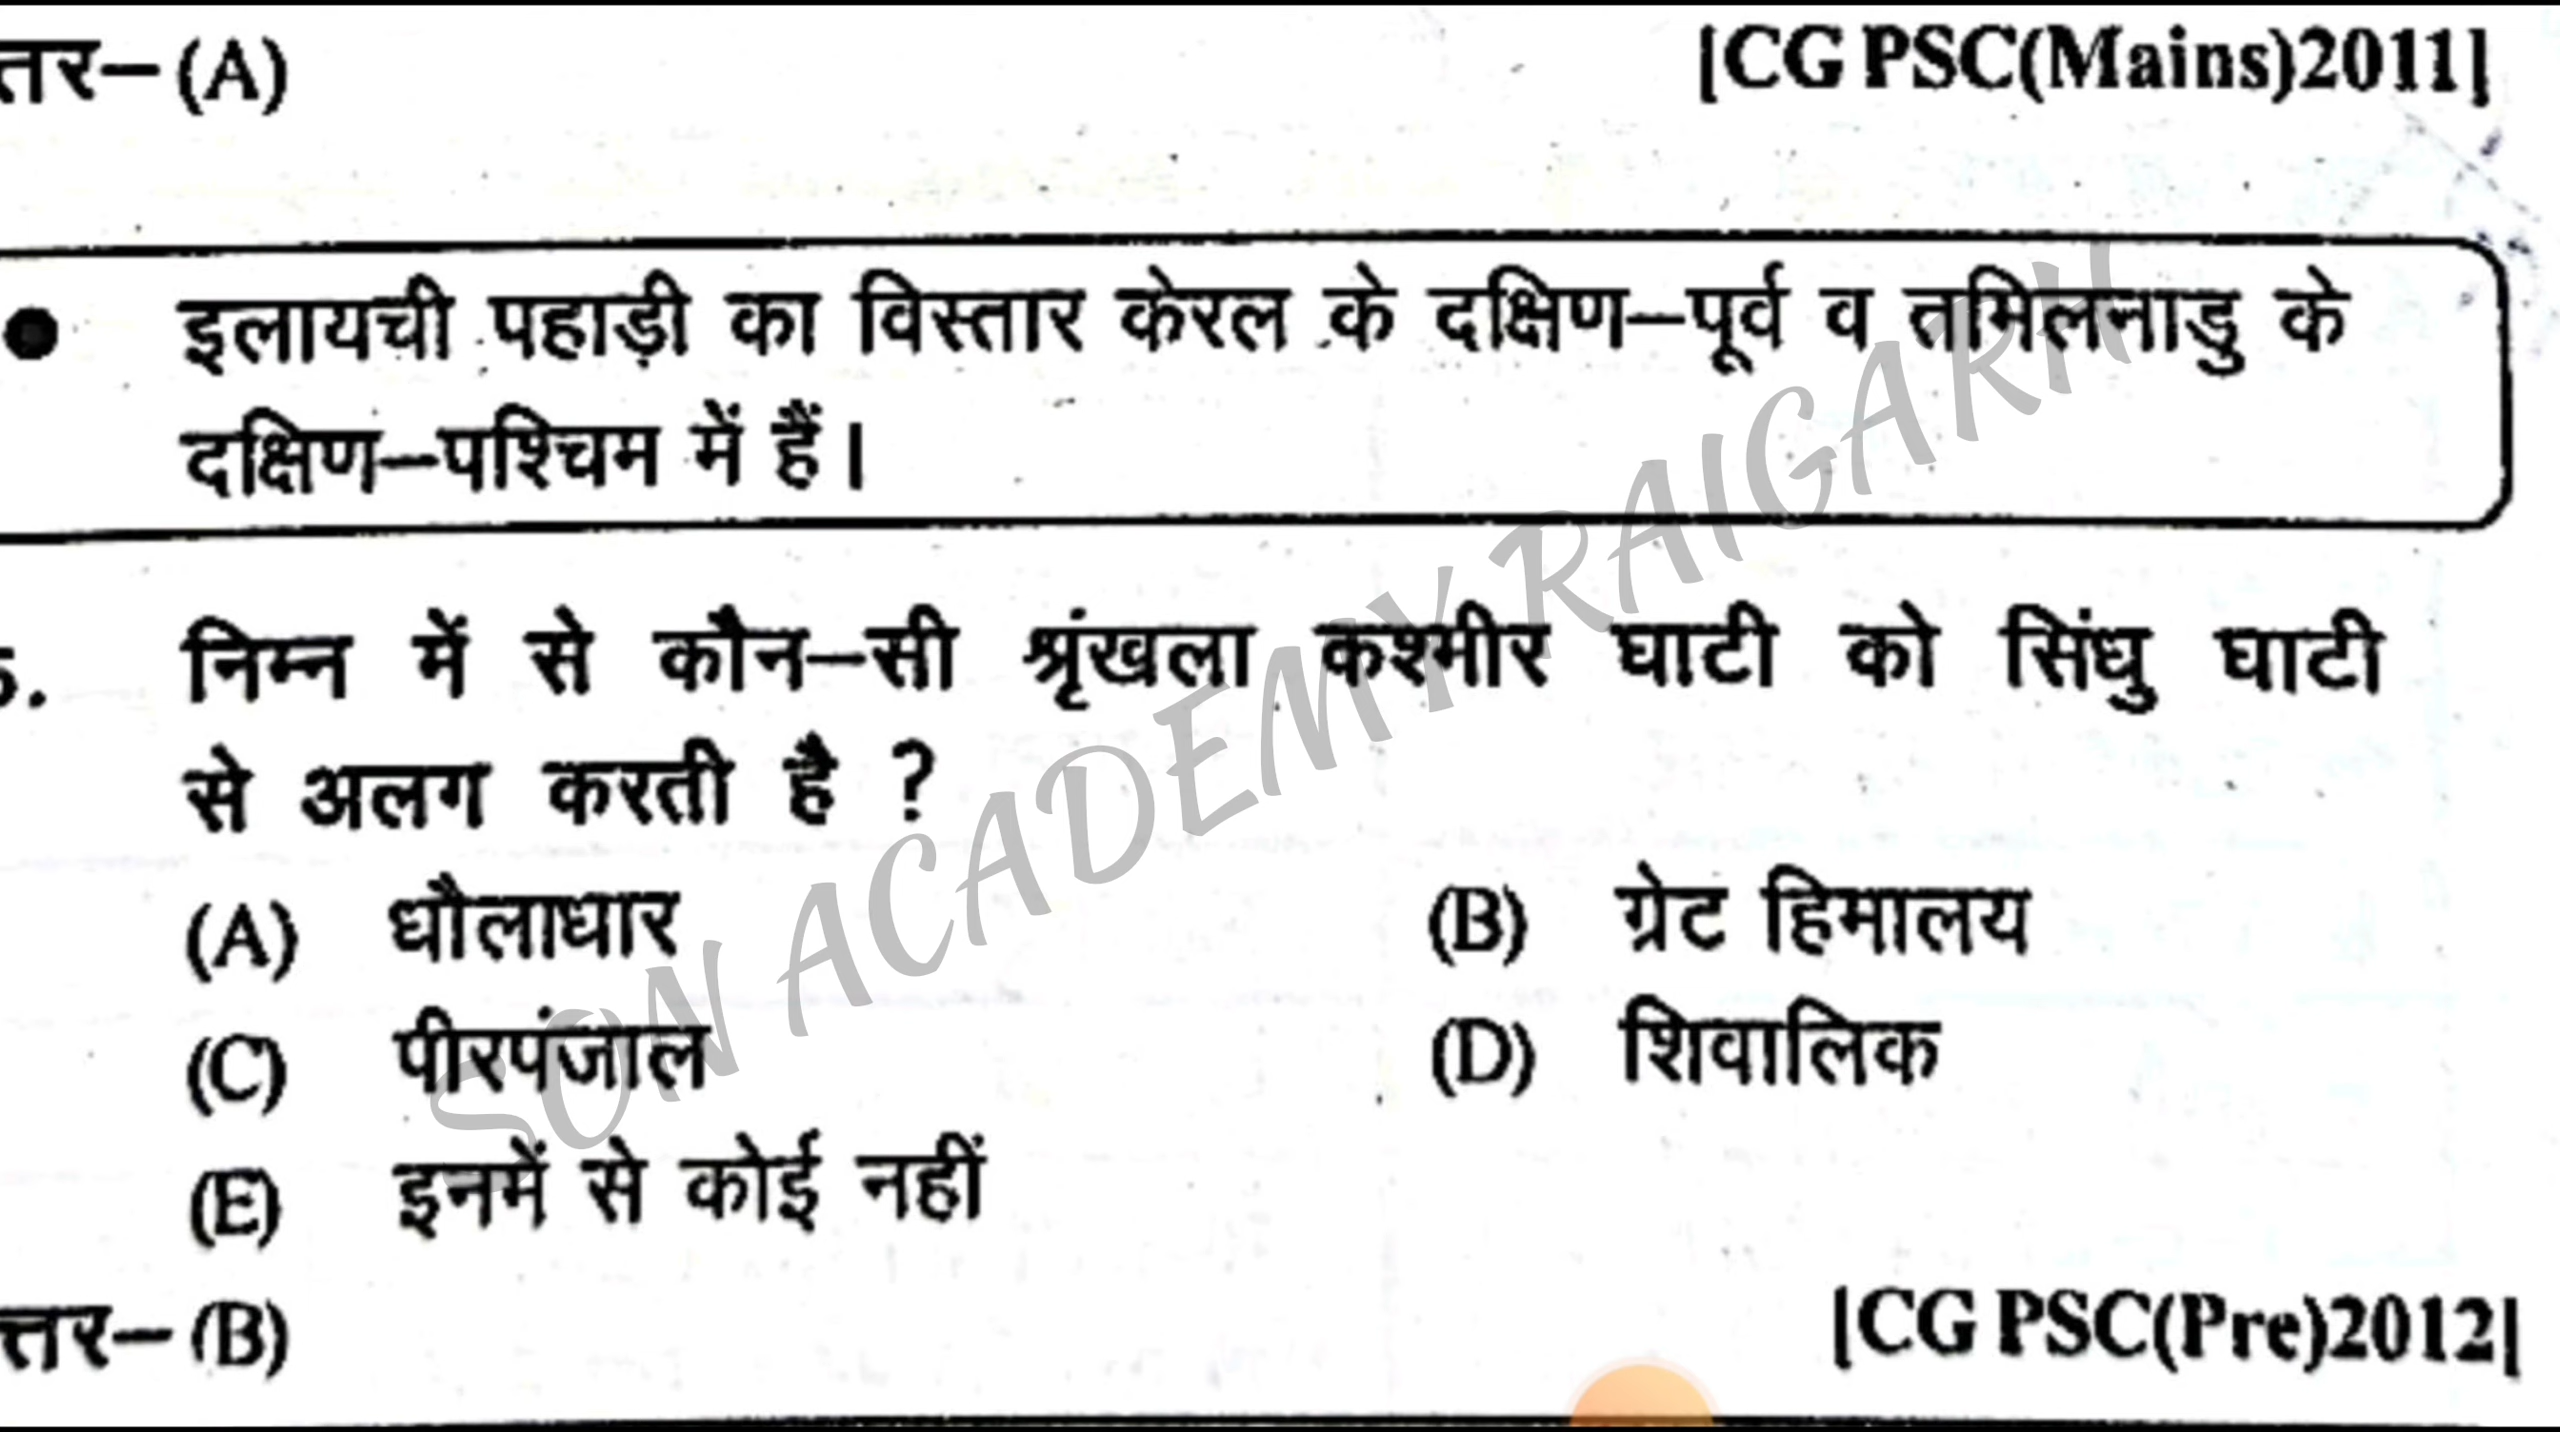 तर–(A) [CG PSC(Mains)2011]
● इलायची पहाड़ी का विस्तार केरल के दक्षिण–पूर्व व तमिलनाडु के
दक्षिण–पश्चिम में हैं।
5. निम्न में से कौन–सी श्रृंखला कश्मीर घाटी को सिंधु घाटी
से अलग करती है ?
(A) धौलाधार (B) ग्रेट हिमालय
(C) पीरपंजाल (D) शिवालिक
(E) इनमें से कोई नहीं
त्तर–(B) [CG PSC(Pre)2012]
SON ACADEMY RAIGARH